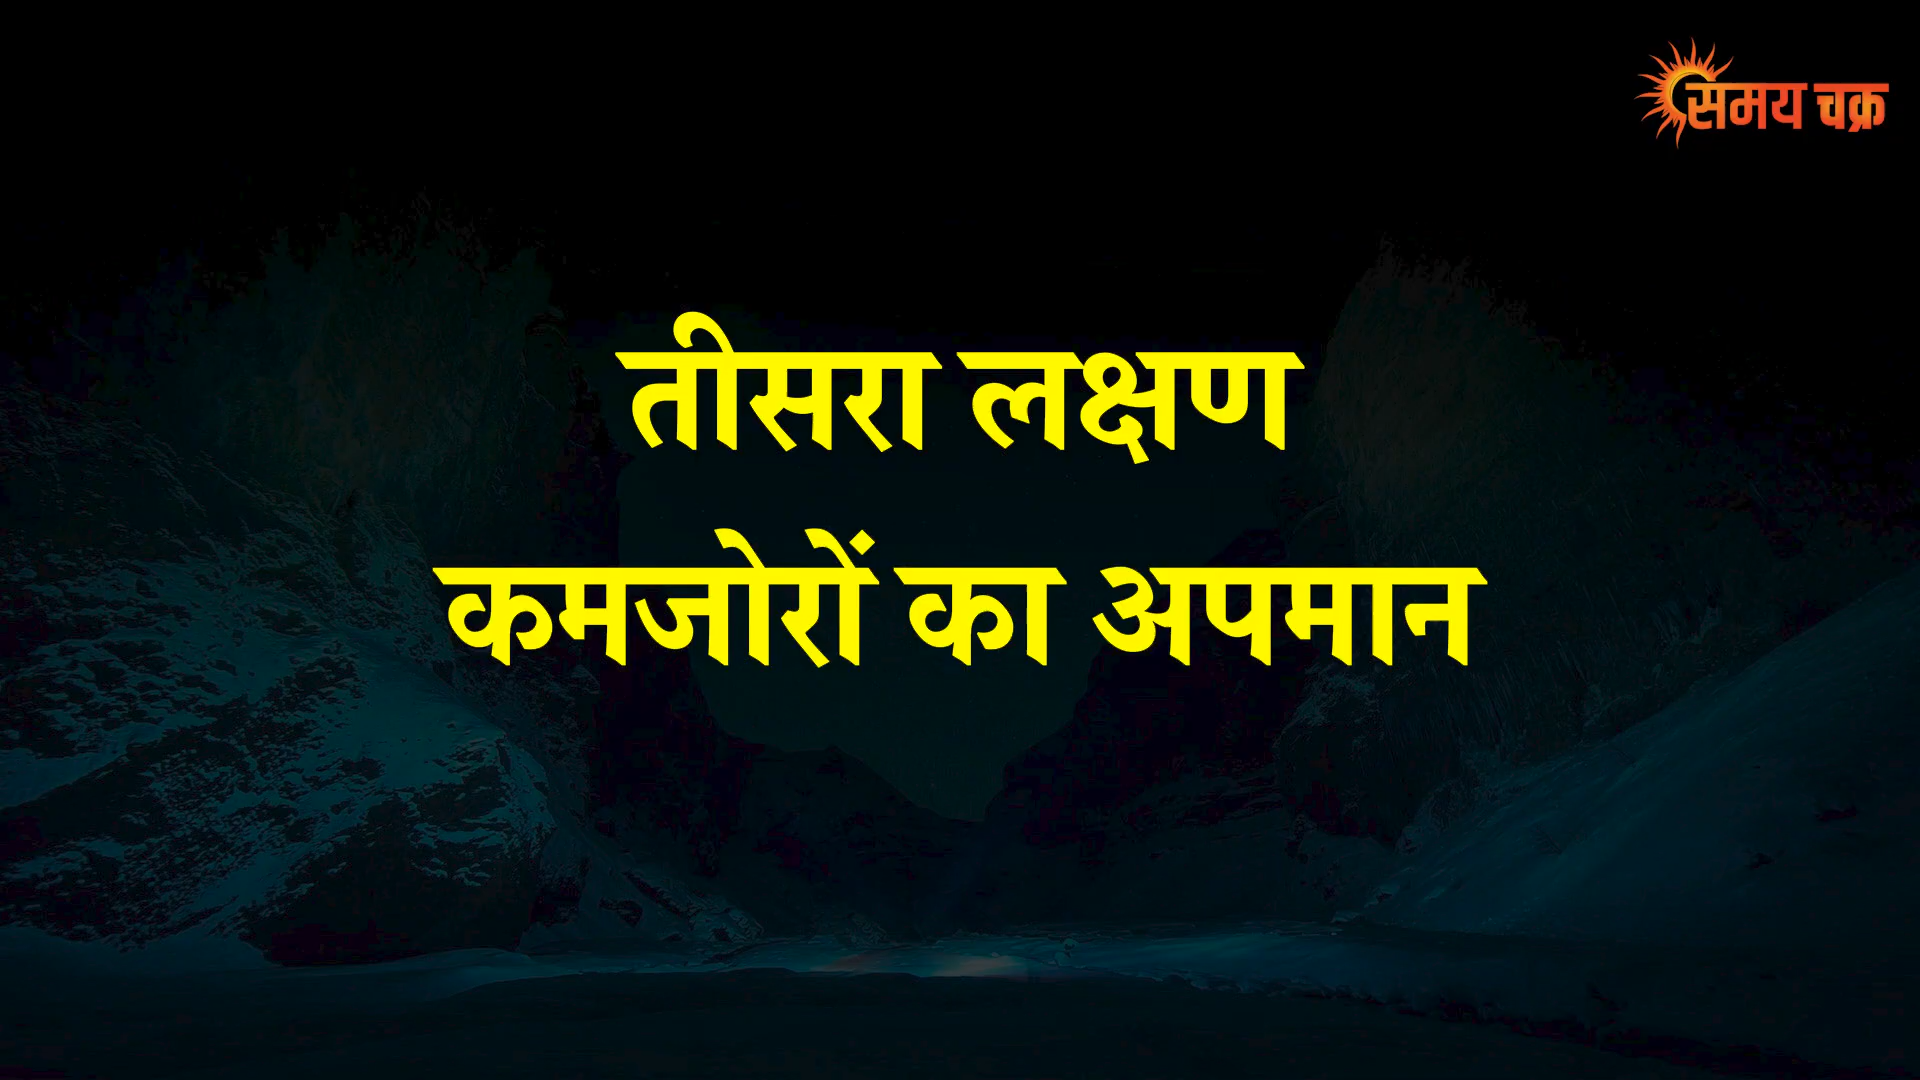 समय चक्र
तीसरा लक्षण
कमजोरों का अपमान